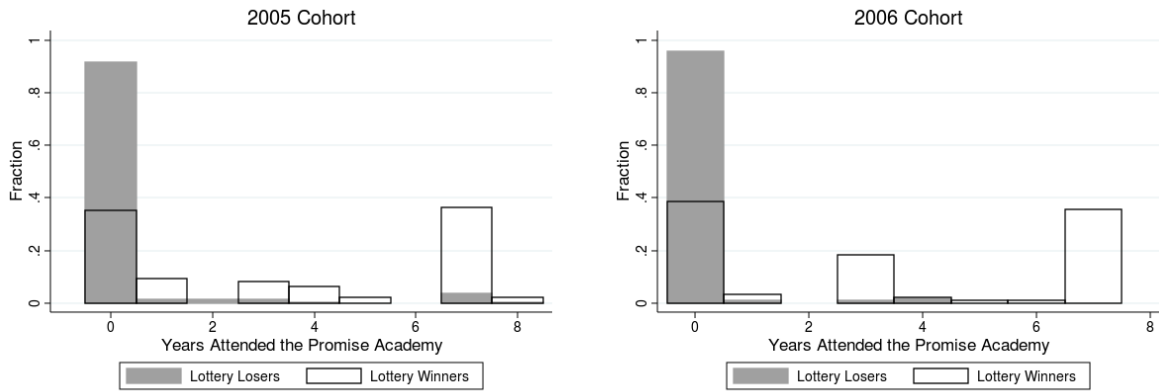 2005 Cohort
1
.8
.6
.4
.2
0
Fraction
0 2 4 6 8
Years Attended the Promise Academy
Lottery Losers Lottery Winners
2006 Cohort
1
.8
.6
.4
.2
0
Fraction
0 2 4 6 8
Years Attended the Promise Academy
Lottery Losers Lottery Winners